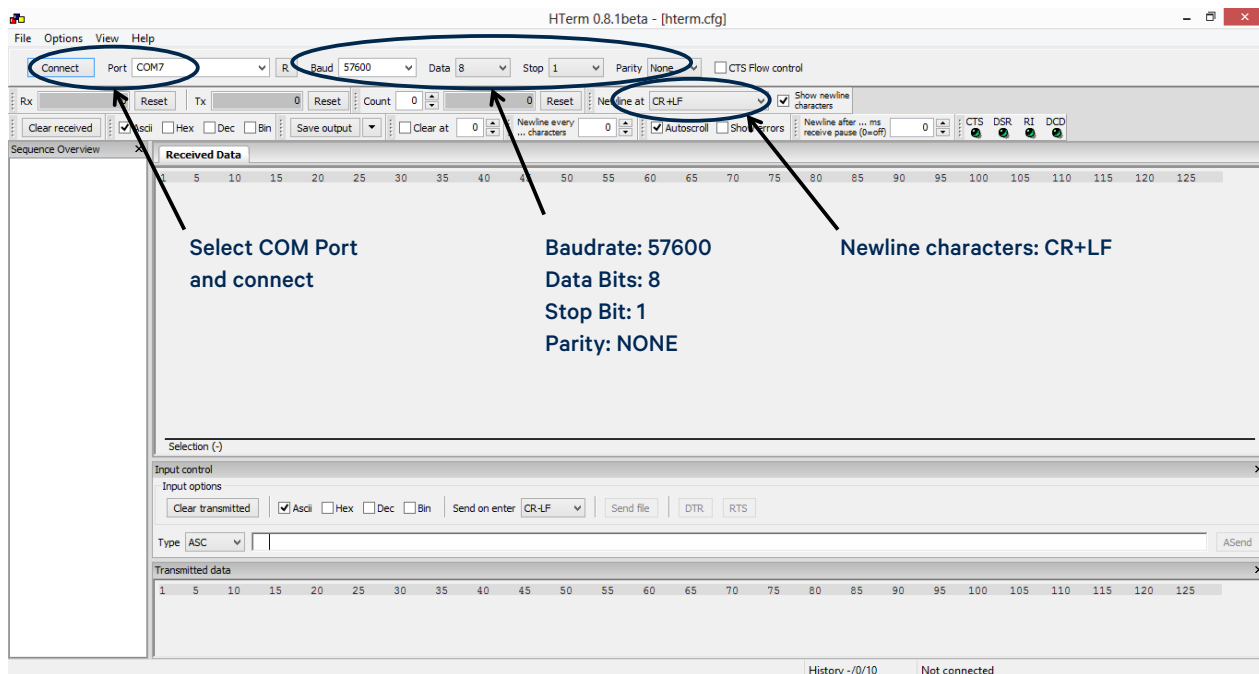 HTerm 0.8.1beta - [hterm.cfg]
File Options View Help
Connect Port COM7 R Baud 57600 Data 8 Stop 1 Parity None CTS Flow control
Rx Reset Tx 0 Reset Count 0 0 Reset Newline at CR+LF Show newline characters
Clear received Ascii Hex Dec Bin Save output Clear at 0 Newline every ... characters 0 Autoscroll Show errors Newline after ... ms receive pause (0=off) 0 CTS DSR RI DCD
Sequence Overview X
Received Data
1 5 10 15 20 25 30 35 40 45 50 55 60 65 70 75 80 85 90 95 100 105 110 115 120 125
Select COM Port
and connect
Baudrate: 57600
Data Bits: 8
Stop Bit: 1
Parity: NONE
Newline characters: CR+LF
Selection (-)
Input control
Input options
Clear transmitted Ascii Hex Dec Bin Send on enter CR-LF Send file DTR RTS
Type ASC ASend
Transmitted data
1 5 10 15 20 25 30 35 40 45 50 55 60 65 70 75 80 85 90 95 100 105 110 115 120 125
History -/0/10 Not connected